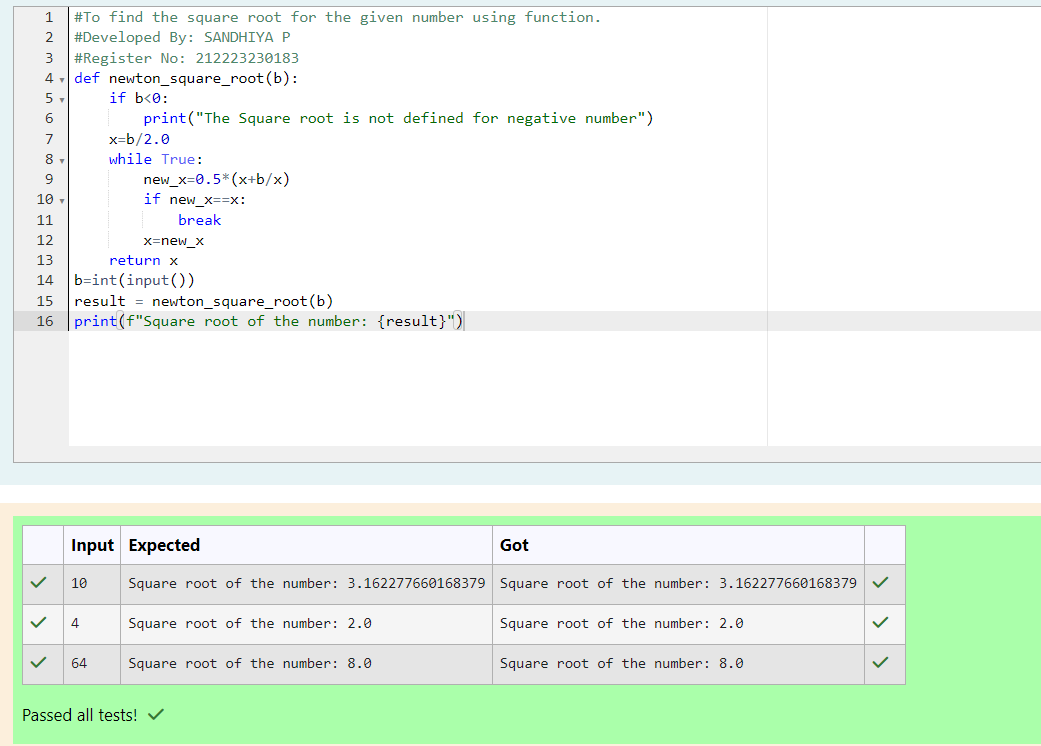 1 #To find the square root for the given number using function.
2 #Developed By: SANDHIYA P
3 #Register No: 212223230183
4 def newton_square_root(b):
5     if b<0:
6         print("The Square root is not defined for negative number")
7     x=b/2.0
8     while True:
9         new_x=0.5*(x+b/x)
10         if new_x==x:
11             break
12         x=new_x
13     return x
14 b=int(input())
15 result = newton_square_root(b)
16 print(f"Square root of the number: {result}")
Input Expected Got
10 Square root of the number: 3.162277660168379 Square root of the number: 3.162277660168379
4 Square root of the number: 2.0 Square root of the number: 2.0
64 Square root of the number: 8.0 Square root of the number: 8.0
Passed all tests!